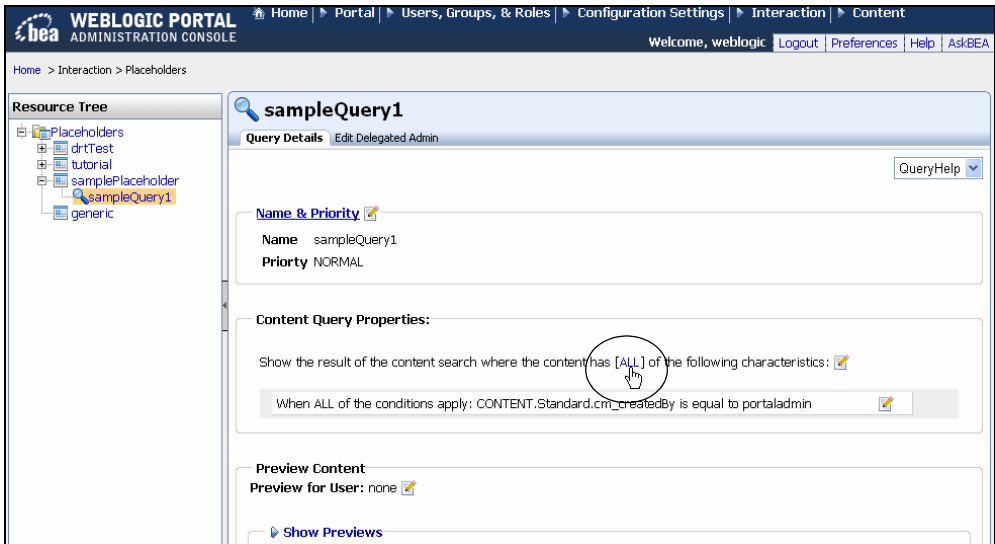 bea WEBLOGIC PORTAL
ADMINISTRATION CONSOLE
Home | Portal | Users, Groups, & Roles | Configuration Settings | Interaction | Content
Welcome, weblogic Logout | Preferences | Help | AskBEA
Home > Interaction > Placeholders
Resource Tree
Placeholders
drtTest
tutorial
samplePlaceholder
sampleQuery1
generic
sampleQuery1
Query Details Edit Delegated Admin
QueryHelp
Name & Priority
Name sampleQuery1
Priorty NORMAL
Content Query Properties:
Show the result of the content search where the content has [ALL] of the following characteristics:
When ALL of the conditions apply: CONTENT.Standard.cm_createdBy is equal to portaladmin
Preview Content
Preview for User: none
Show Previews